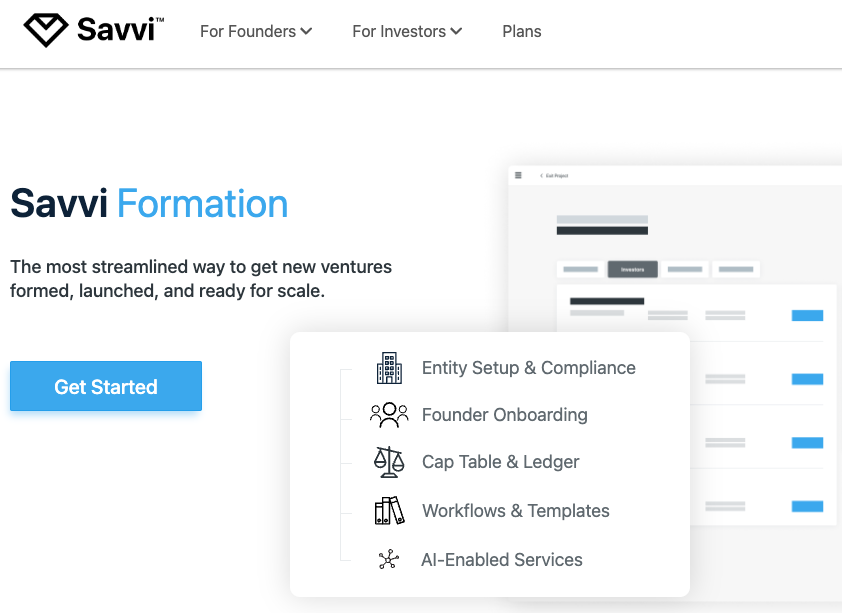 Savvi™
For Founders
For Investors
Plans
Savvi Formation
The most streamlined way to get new ventures
formed, launched, and ready for scale.
Get Started
Exit Project
Investors
Entity Setup & Compliance
Founder Onboarding
Cap Table & Ledger
Workflows & Templates
AI-Enabled Services